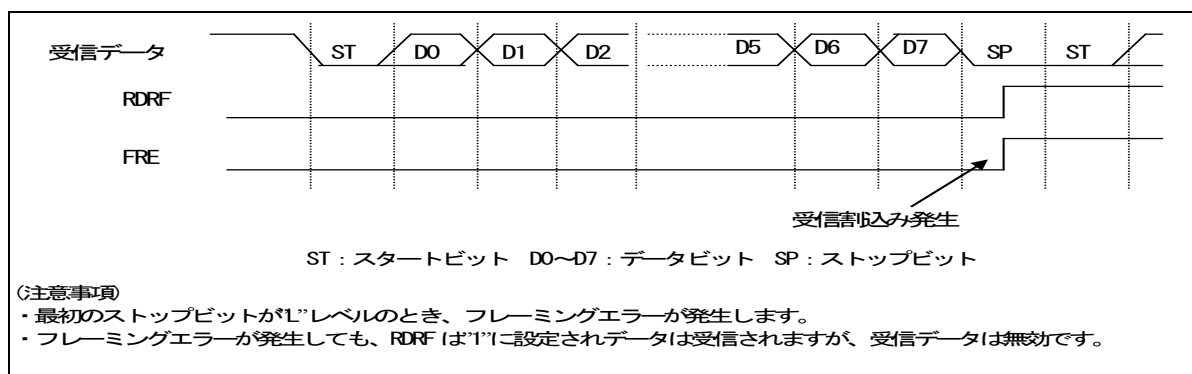 受信データ ST D0 D1 D2 D5 D6 D7 SP ST
RDRF
FRE
受信割込み発生
ST：スタートビット D0～D7：データビット SP：ストップビット
(注意事項)
・最初のストップビットが"L"レベルのとき、フレーミングエラーが発生します。
・フレーミングエラーが発生しても、RDRF は"1"に設定されデータは受信されますが、受信データは無効です。